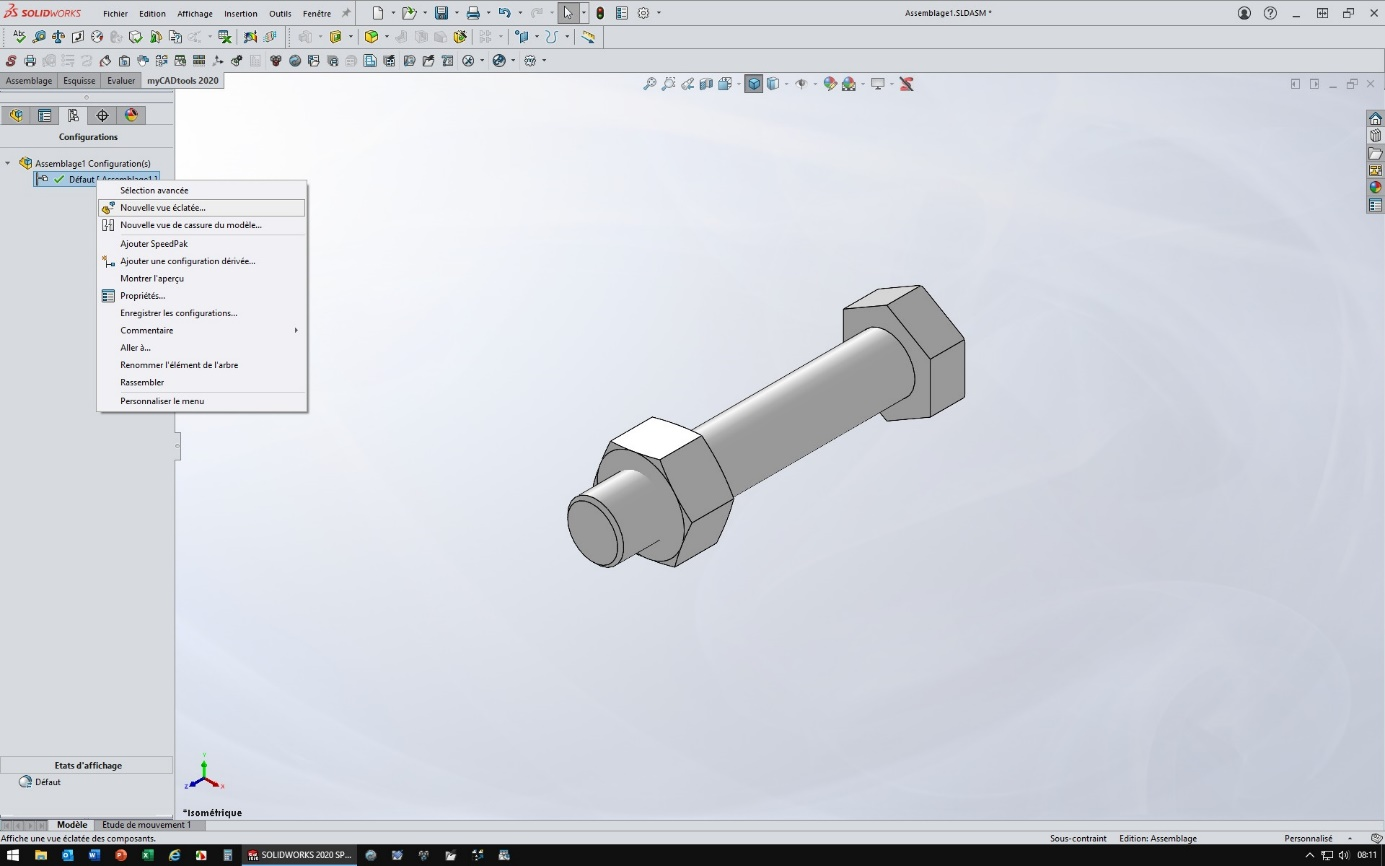 SOLIDWORKS Fichier Edition Affichage Insertion Outils Fenêtre Assemblage1.SLDASM *
Assemblage Esquisse Evaluer myCADtools 2020
Configurations
Assemblage1 Configuration(s)
Défaut [ Assemblage1 ]
Sélection avancée
Nouvelle vue éclatée...
Nouvelle vue de cassure du modèle...
Ajouter SpeedPak
Ajouter une configuration dérivée...
Montrer l'aperçu
Propriétés...
Enregistrer les configurations...
Commentaire
Aller à...
Renommer l'élément de l'arbre
Rassembler
Personnaliser le menu
Etats d'affichage
Défaut
Y
Z X
*Isométrique
Modèle Etude de mouvement 1
Affiche une vue éclatée des composants. Sous-contraint Edition: Assemblage Personnalisé
SOLIDWORKS 2020 SP... 08:11